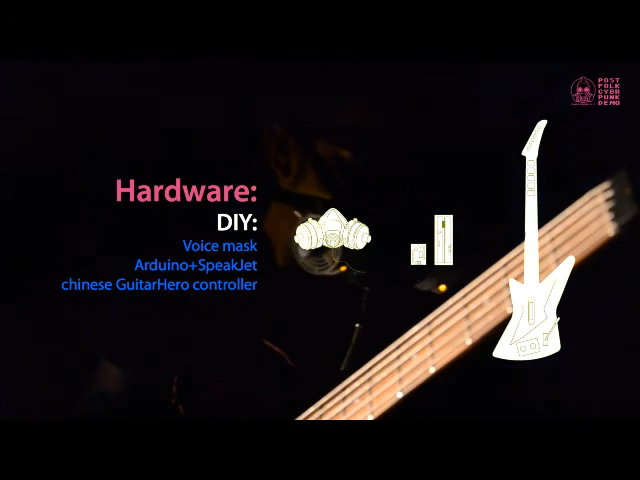 POST
FOLK
CYBR
PUNK
DEMO
Hardware:
DIY:
Voice mask
Arduino+SpeakJet
chinese GuitarHero controller